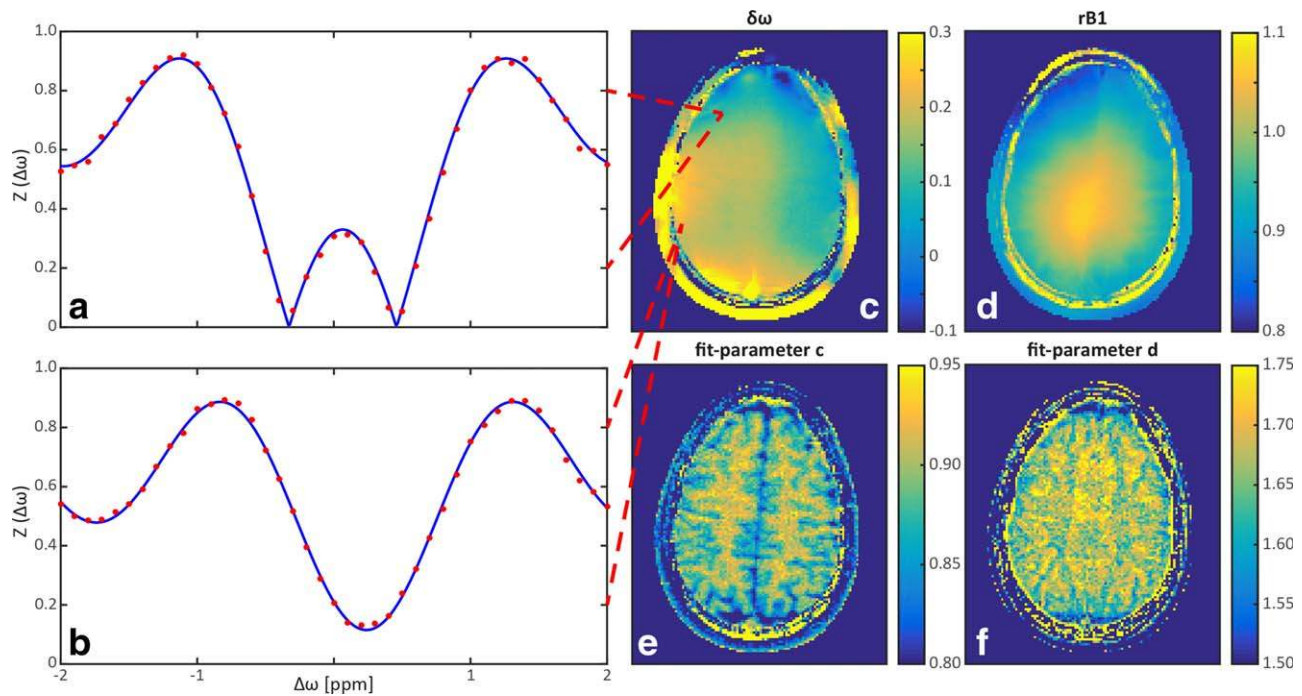 1.0
0.8
0.6
0.4
0.2
0
Z (Δω)
a
1.0
0.8
0.6
0.4
0.2
0
-2
-1
0
1
2
Z (Δω)
Δω [ppm]
b
δω
0.3
0.2
0.1
0
-0.1
c
rB1
1.1
1.0
0.9
0.8
d
fit-parameter c
0.95
0.90
0.85
0.80
e
fit-parameter d
1.75
1.70
1.65
1.60
1.55
1.50
f